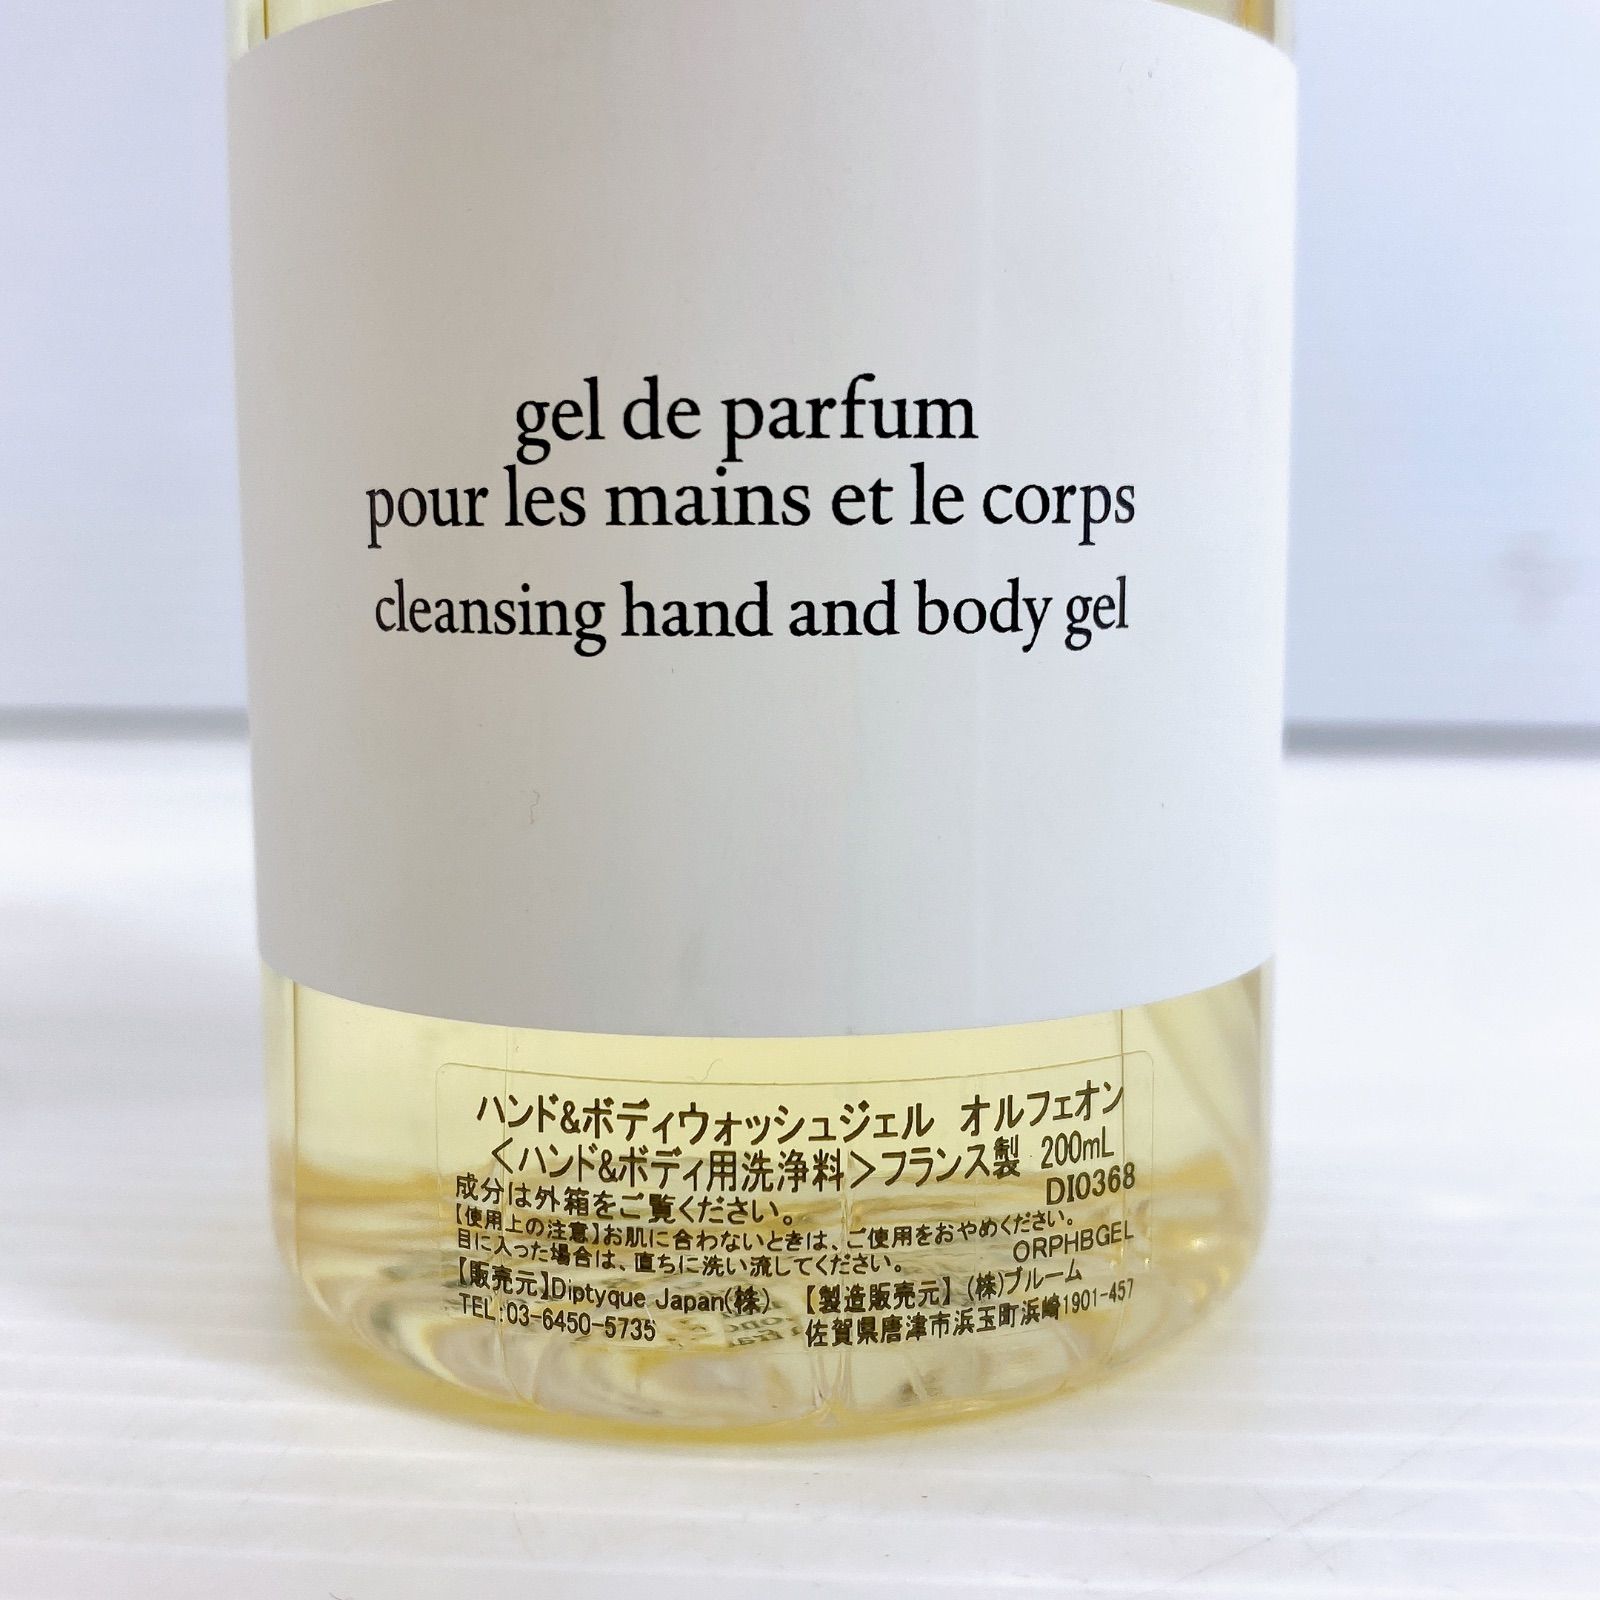 gel de parfum
pour les mains et le corps
cleansing hand and body gel
ハンド&ボディウォッシュジェル オルフェオン
＜ハンド&ボディ用洗浄料＞フランス製 200mL
成分は外箱をご覧ください。 DIO368
【使用上の注意】お肌に合わないときは、ご使用をおやめください。
目に入った場合は、直ちに洗い流してください。 ORPHBGEL
【販売元】Diptyque Japan(株) 【製造販売元】(株)ブルーム
TEL:03-6450-5735 佐賀県唐津市浜玉町浜崎1901-457